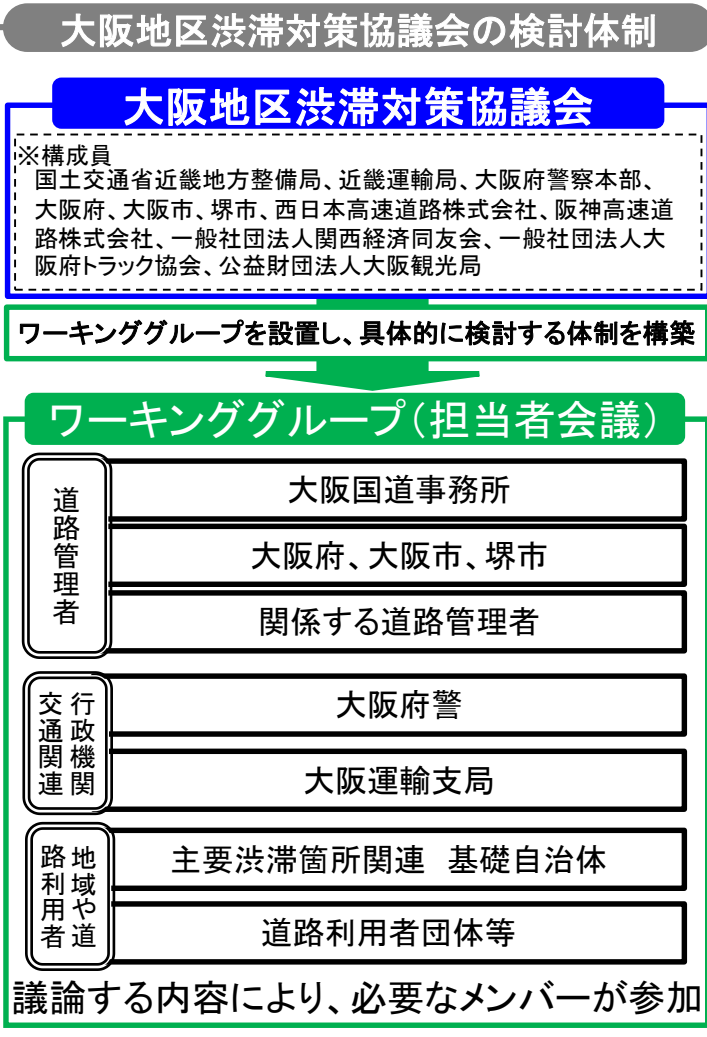 大阪地区渋滞対策協議会の検討体制
大阪地区渋滞対策協議会
※構成員
国土交通省近畿地方整備局、近畿運輸局、大阪府警察本部、
大阪府、大阪市、堺市、西日本高速道路株式会社、阪神高速道
路株式会社、一般社団法人関西経済同友会、一般社団法人大
阪府トラック協会、公益財団法人大阪観光局
ワーキンググループを設置し、具体的に検討する体制を構築
ワーキンググループ(担当者会議)
道路管理者
大阪国道事務所
大阪府、大阪市、堺市
関係する道路管理者
行政機関
交通関連
大阪府警
大阪運輸支局
地域や道
路利用者
主要渋滞箇所関連　基礎自治体
道路利用者団体等
議論する内容により、必要なメンバーが参加